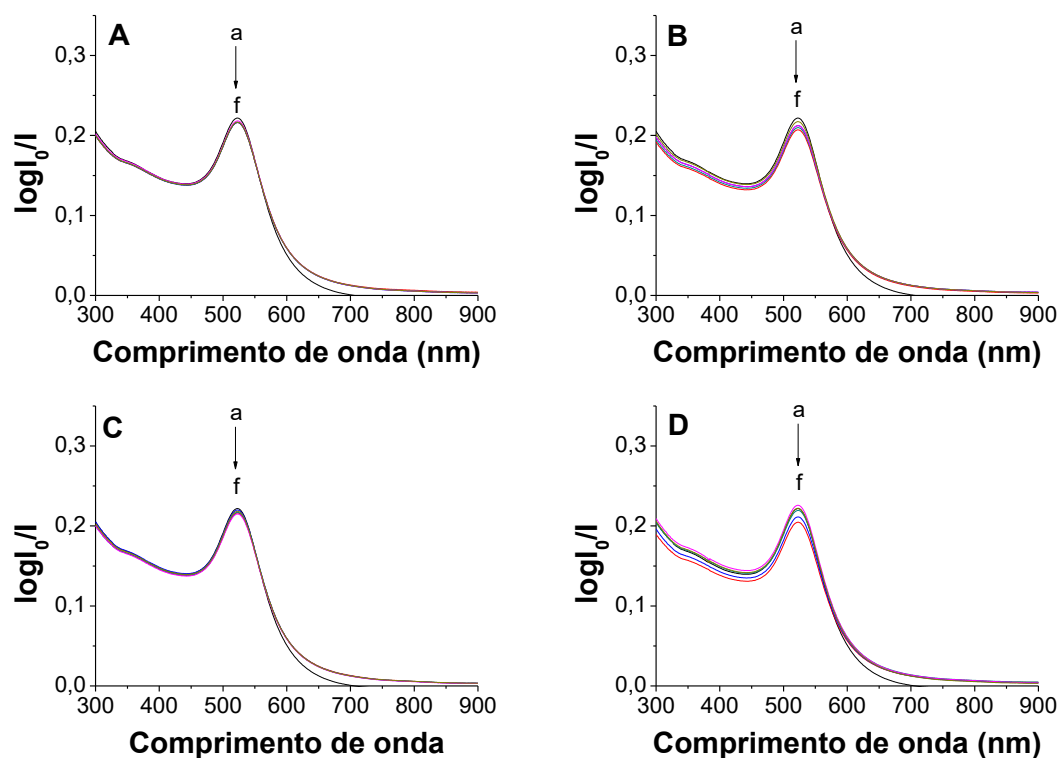 A
a
f
0,3
0,2
0,1
0,0
logI0/I
300 400 500 600 700 800 900
Comprimento de onda (nm)
B
a
f
0,3
0,2
0,1
0,0
logI0/I
300 400 500 600 700 800 900
Comprimento de onda (nm)
C
a
f
0,3
0,2
0,1
0,0
logI0/I
300 400 500 600 700 800 900
Comprimento de onda
D
a
f
0,3
0,2
0,1
0,0
logI0/I
300 400 500 600 700 800 900
Comprimento de onda (nm)